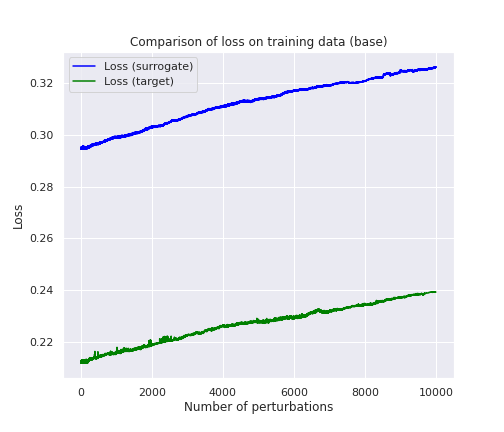 Comparison of loss on training data (base)
Loss (surrogate)
Loss (target)
0.32
0.30
0.28
0.26
0.24
0.22
Loss
0 2000 4000 6000 8000 10000
Number of perturbations